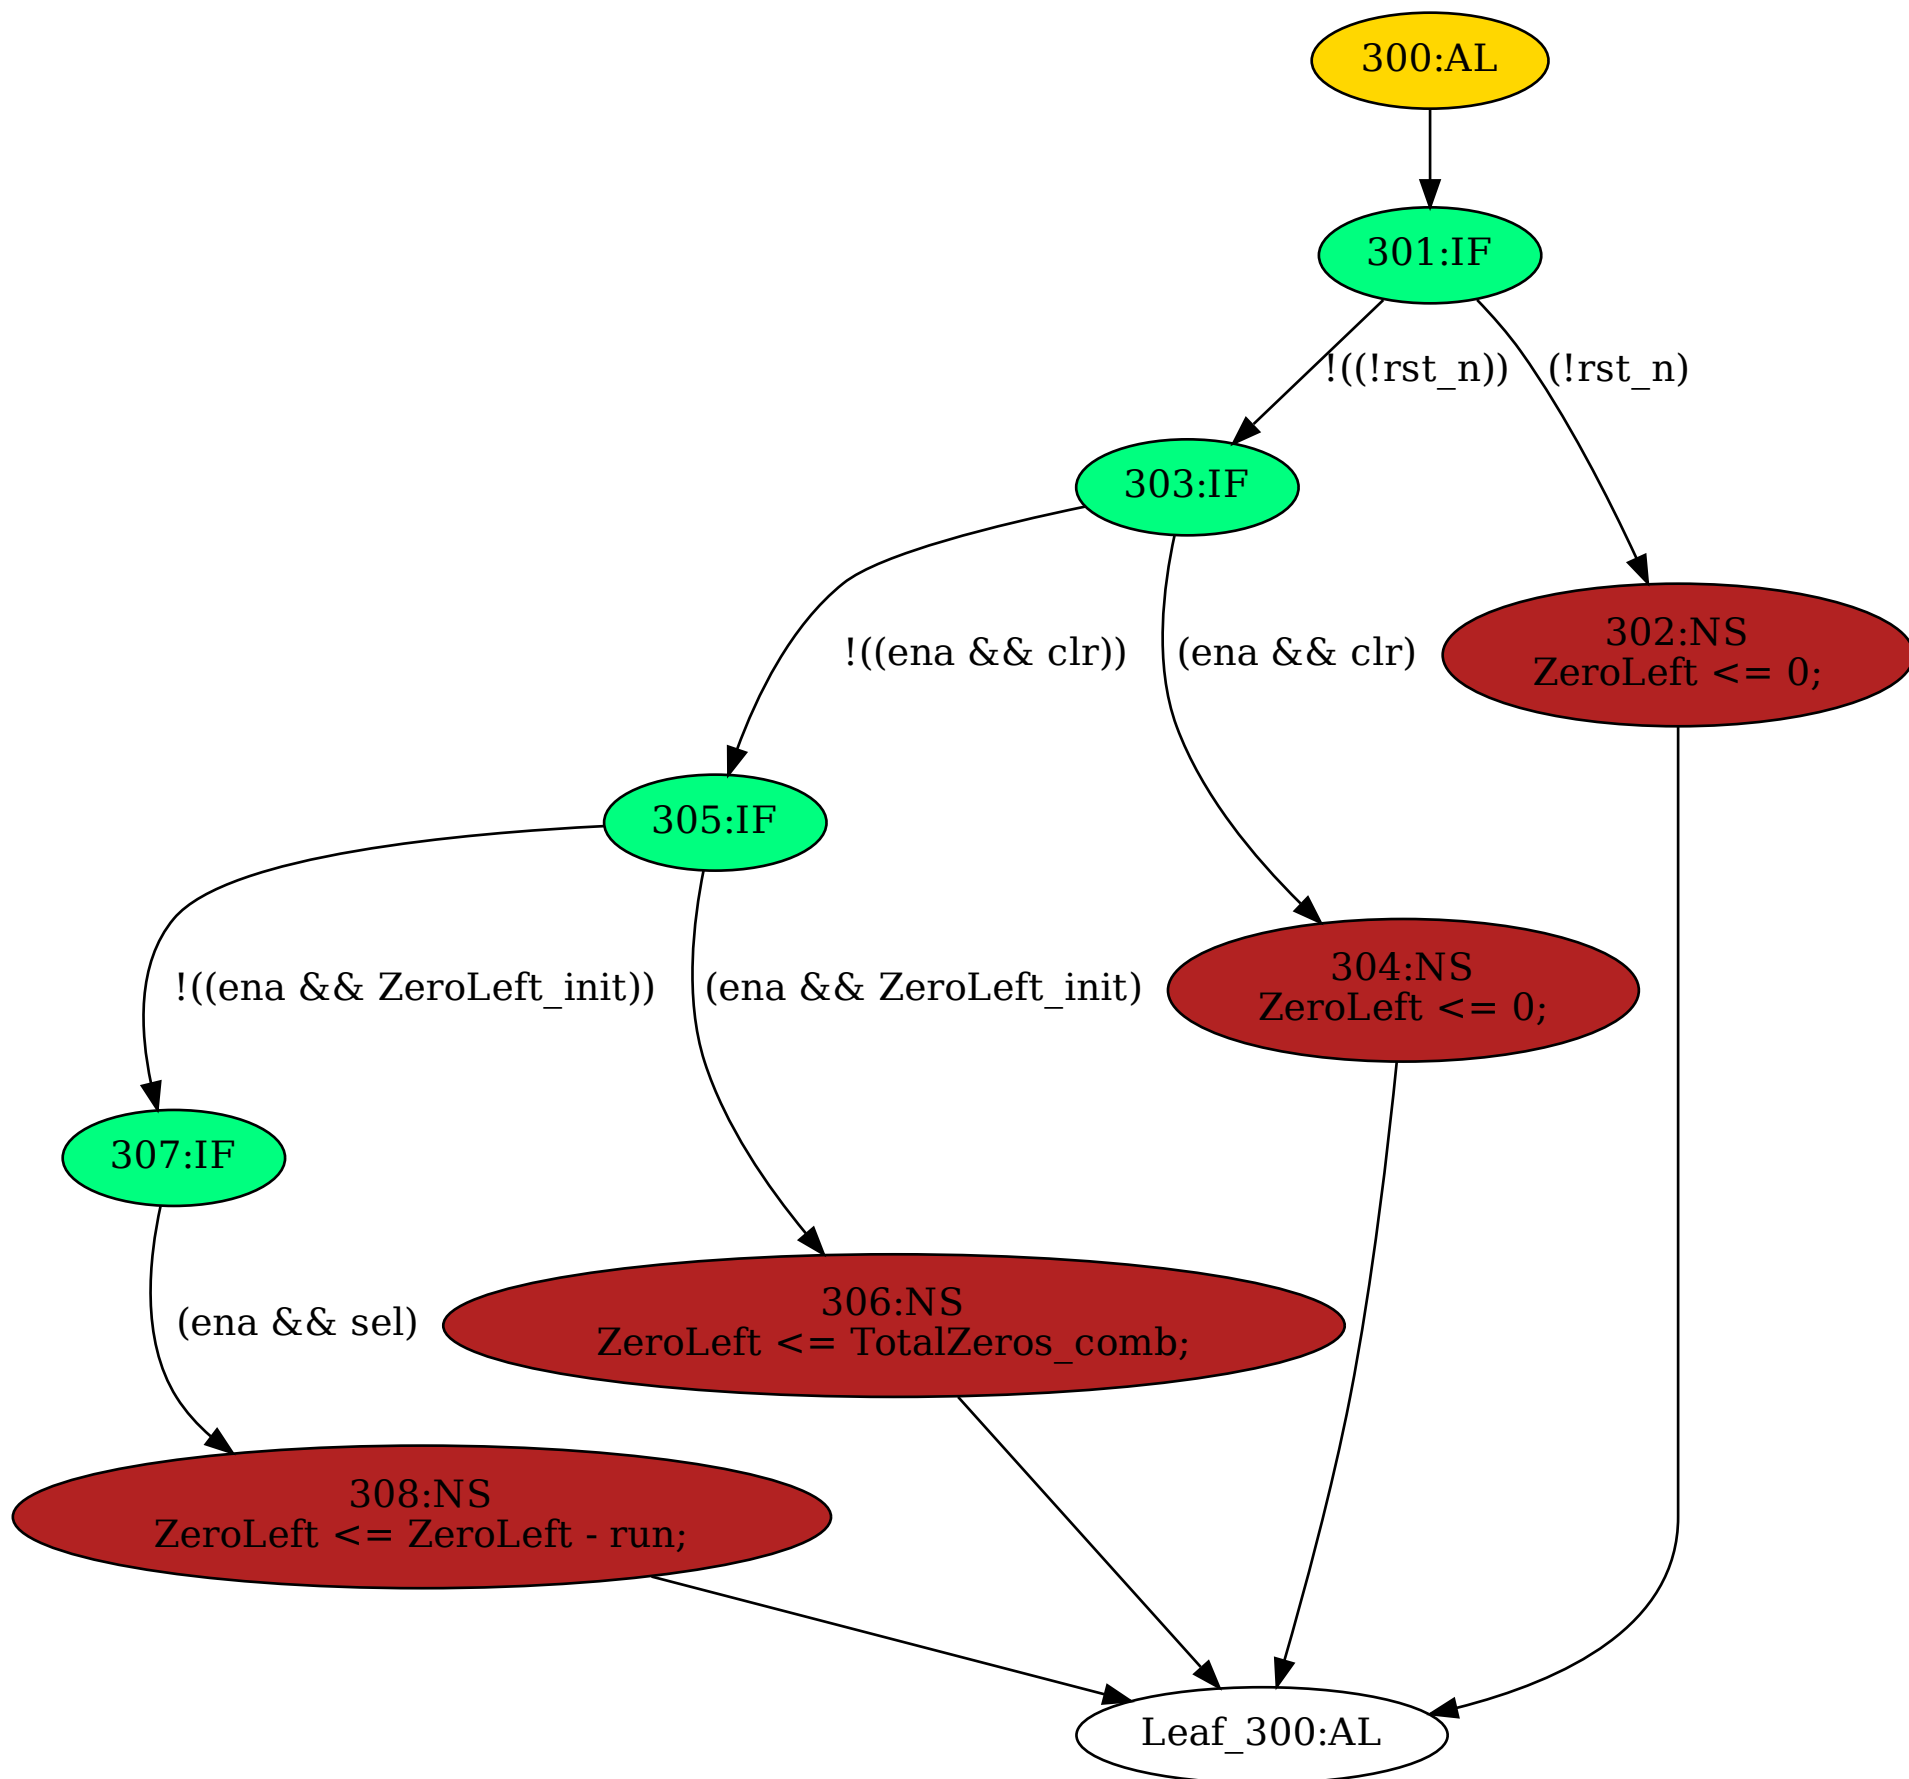 300:AL
301:IF
!((!rst_n))
(!rst_n)
303:IF
!((ena && clr))
(ena && clr)
302:NS
ZeroLeft <= 0;
305:IF
!((ena && ZeroLeft_init))
(ena && ZeroLeft_init)
304:NS
ZeroLeft <= 0;
307:IF
(ena && sel)
306:NS
ZeroLeft <= TotalZeros_comb;
308:NS
ZeroLeft <= ZeroLeft - run;
Leaf_300:AL